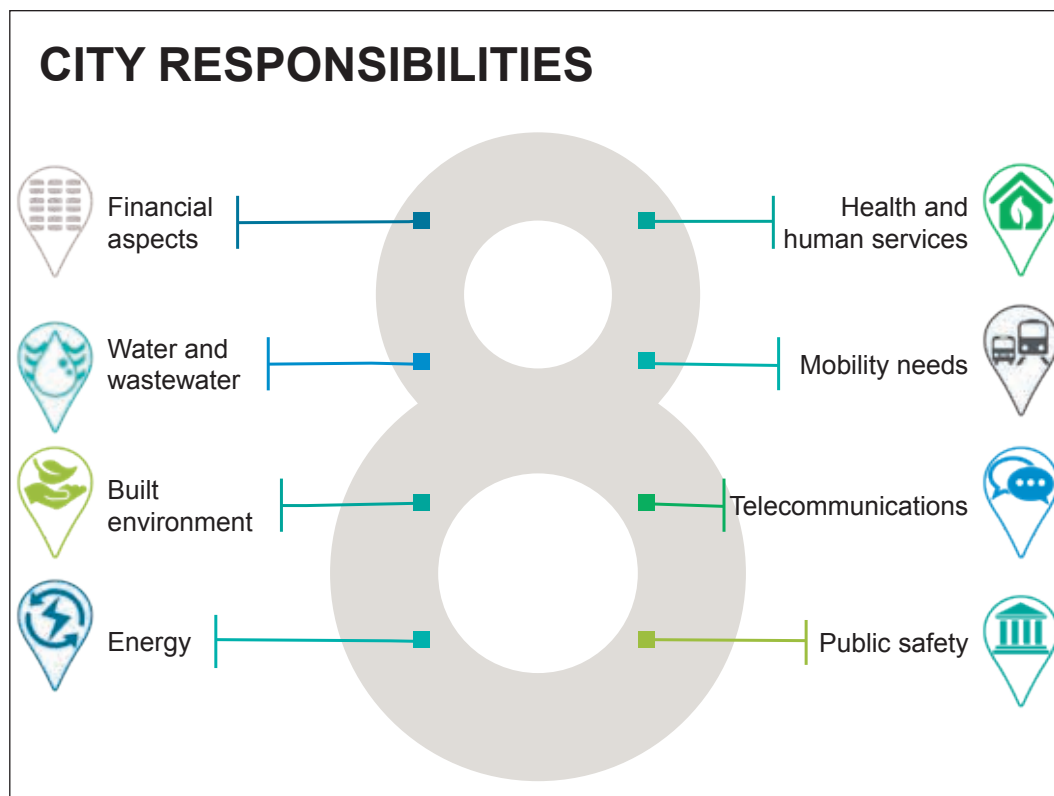 CITY RESPONSIBILITIES
Financial
aspects
Water and
wastewater
Built
environment
Energy
8
Health and
human services
Mobility needs
Telecommunications
Public safety